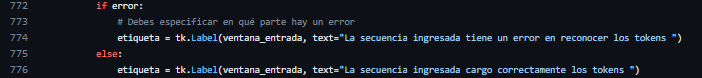 772 if error:
773 # Debes especificar en qué parte hay un error
774 etiqueta = tk.Label(ventana_entrada, text="La secuencia ingresada tiene un error en reconocer los tokens ")
775 else:
776 etiqueta = tk.Label(ventana_entrada, text="La secuencia ingresada cargo correctamente los tokens ")